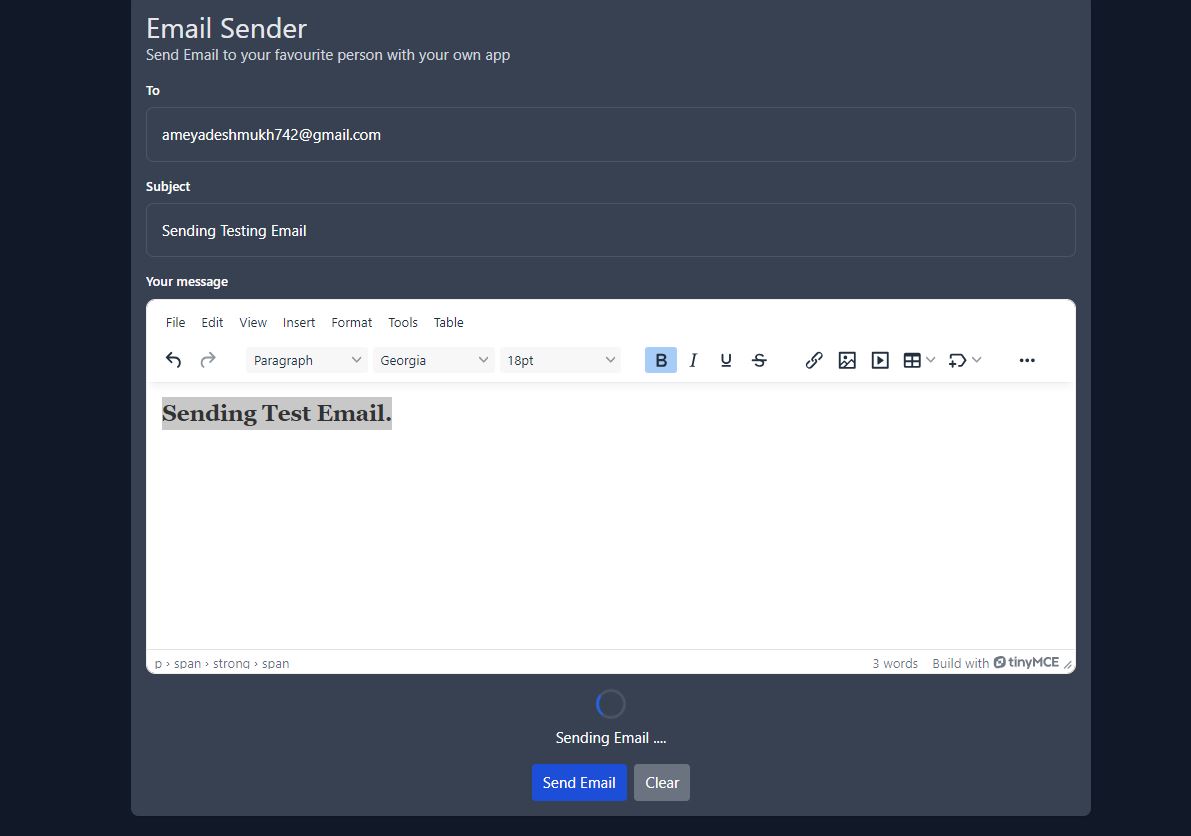 Email Sender
Send Email to your favourite person with your own app
To
ameyadeshmukh742@gmail.com
Subject
Sending Testing Email
Your message
File Edit View Insert Format Tools Table
Paragraph Georgia 18pt B I U S
Sending Test Email.
p › span › strong › span 3 words Build with tinyMCE
Sending Email ....
Send Email Clear